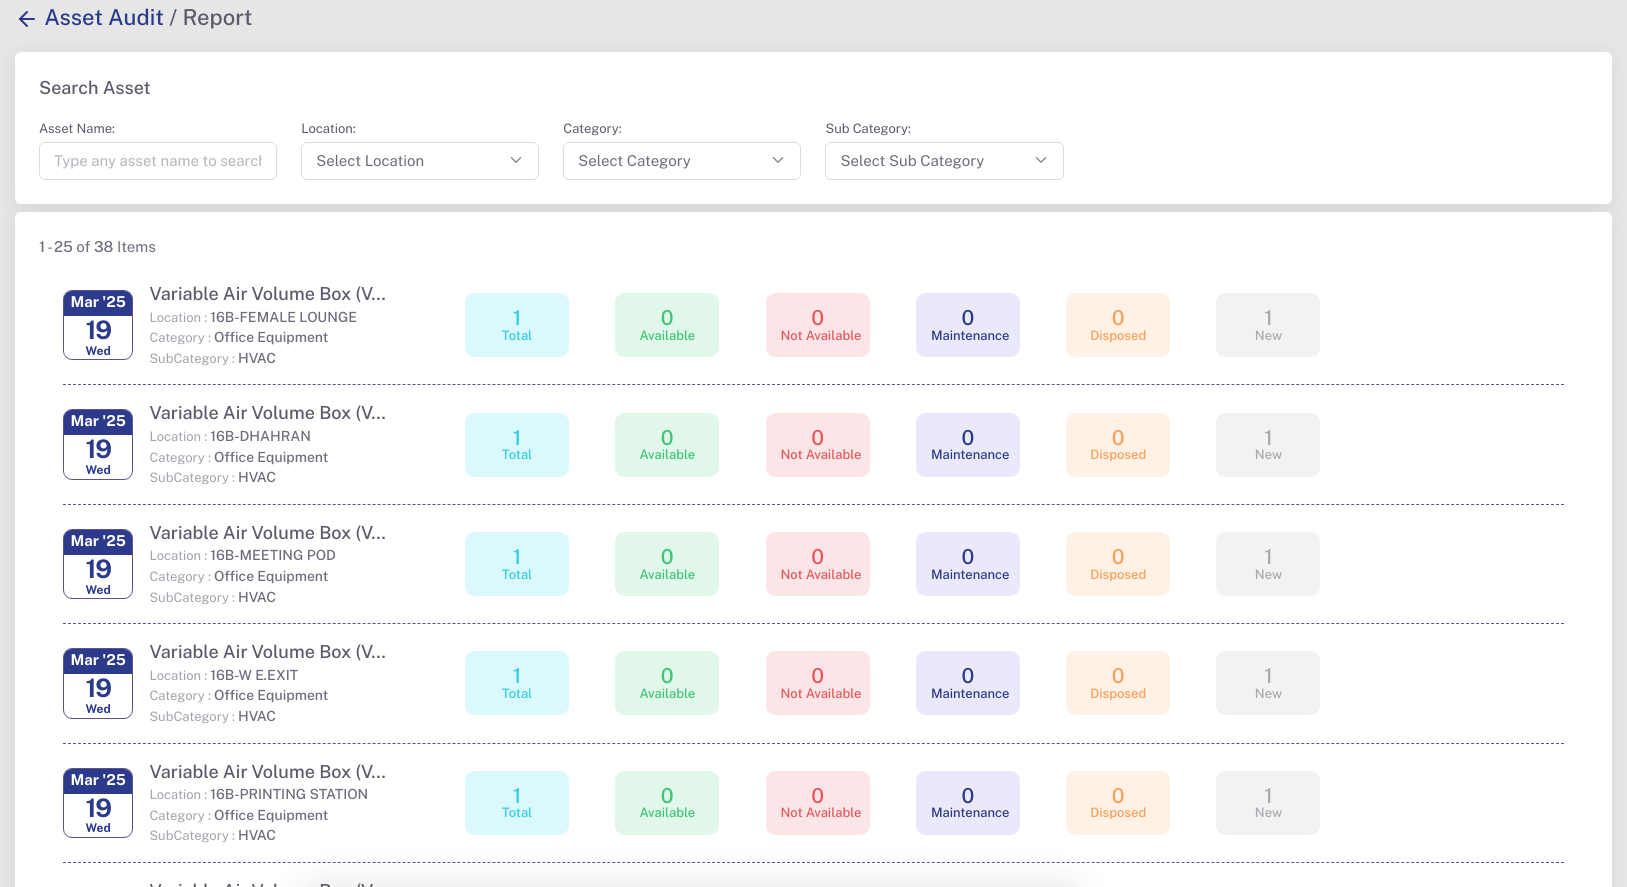 Asset Audit / Report
Search Asset
Asset Name:
Location:
Category:
Sub Category:
Type any asset name to search
Select Location
Select Category
Select Sub Category
1 - 25 of 38 Items
Mar '25
19
Wed
Variable Air Volume Box (V...
Location : 16B-FEMALE LOUNGE
Category : Office Equipment
SubCategory : HVAC
1
Total
0
Available
0
Not Available
0
Maintenance
0
Disposed
1
New
Mar '25
19
Wed
Variable Air Volume Box (V...
Location : 16B-DHAHRAN
Category : Office Equipment
SubCategory : HVAC
1
Total
0
Available
0
Not Available
0
Maintenance
0
Disposed
1
New
Mar '25
19
Wed
Variable Air Volume Box (V...
Location : 16B-MEETING POD
Category : Office Equipment
SubCategory : HVAC
1
Total
0
Available
0
Not Available
0
Maintenance
0
Disposed
1
New
Mar '25
19
Wed
Variable Air Volume Box (V...
Location : 16B-W E.EXIT
Category : Office Equipment
SubCategory : HVAC
1
Total
0
Available
0
Not Available
0
Maintenance
0
Disposed
1
New
Mar '25
19
Wed
Variable Air Volume Box (V...
Location : 16B-PRINTING STATION
Category : Office Equipment
SubCategory : HVAC
1
Total
0
Available
0
Not Available
0
Maintenance
0
Disposed
1
New